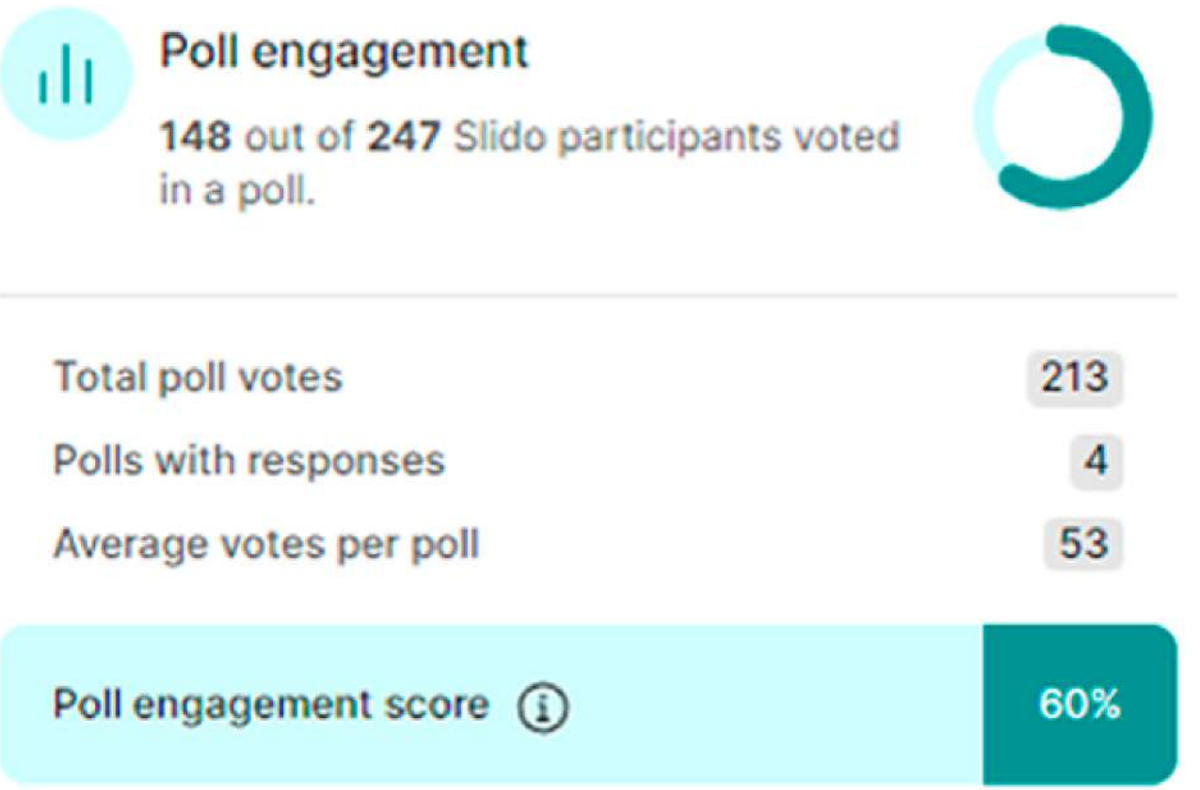 Poll engagement
148 out of 247 Slido participants voted
in a poll.
Total poll votes 213
Polls with responses 4
Average votes per poll 53
Poll engagement score 60%